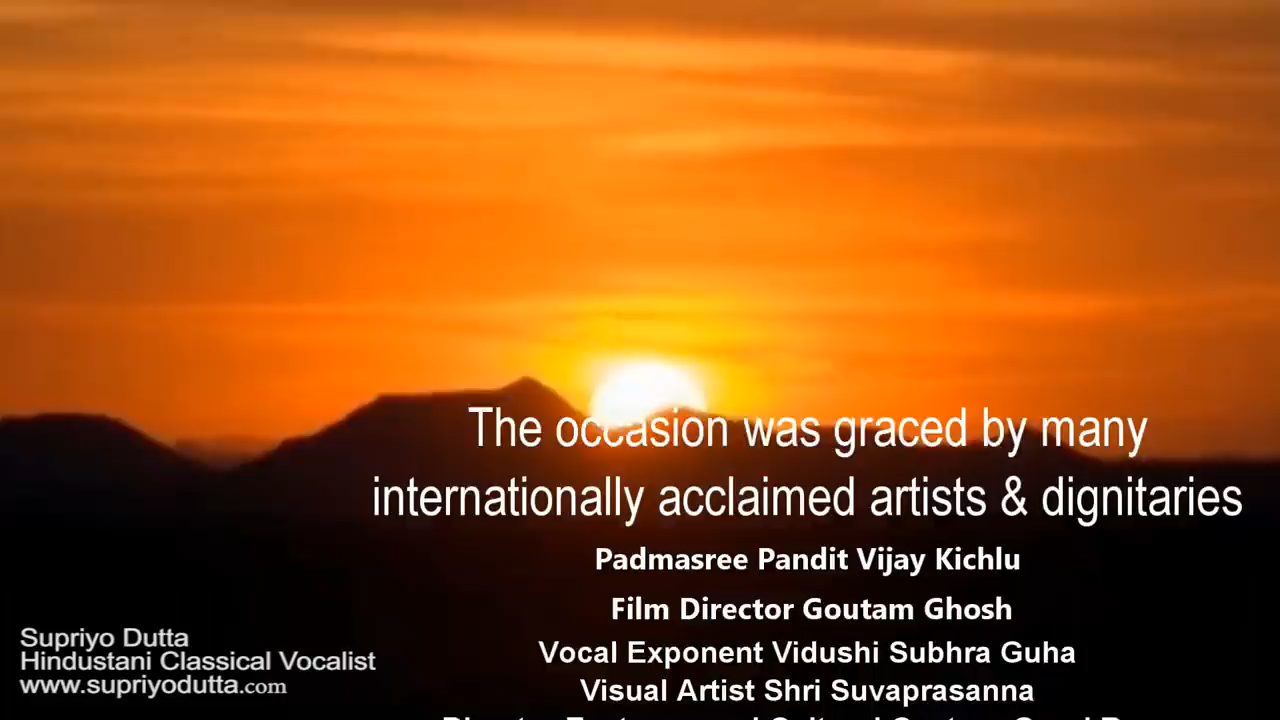 The occasion was graced by many
internationally acclaimed artists & dignitaries
Padmasree Pandit Vijay Kichlu
Film Director Goutam Ghosh
Vocal Exponent Vidushi Subhra Guha
Visual Artist Shri Suvaprasanna
Supriyo Dutta
Hindustani Classical Vocalist
www.supriyodutta.com